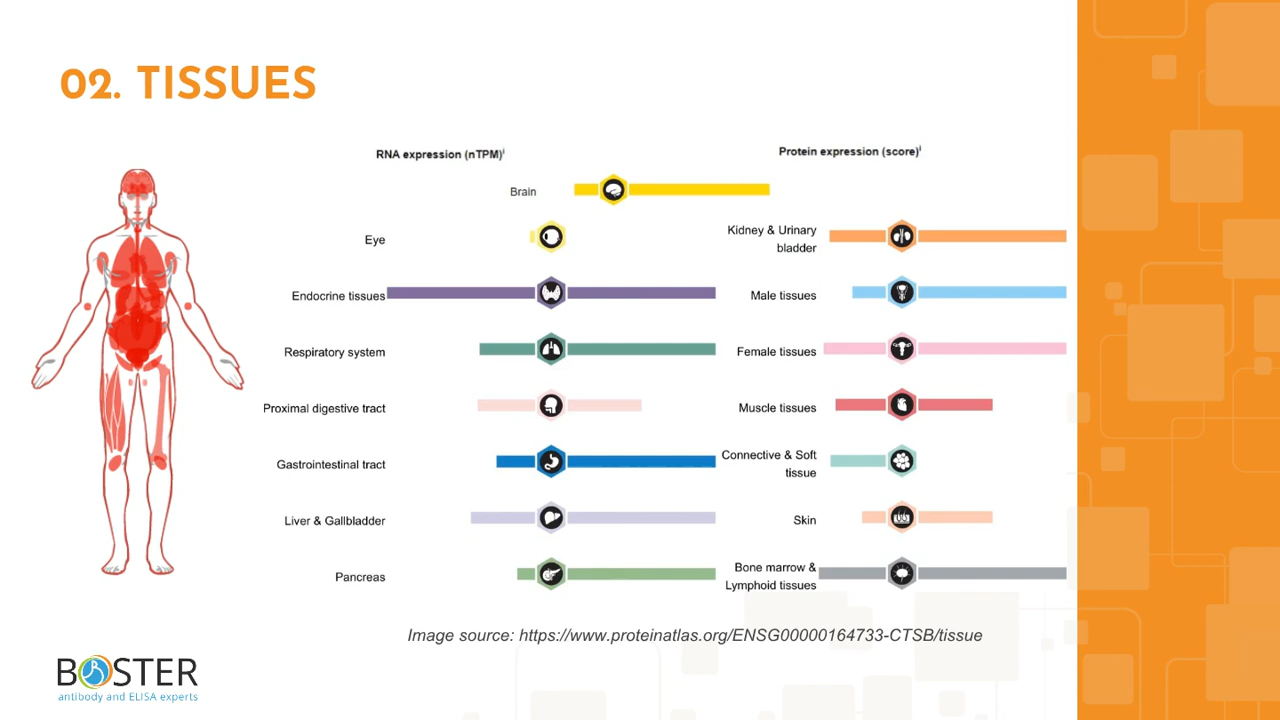 02. TISSUES
RNA expression (nTPM)i
Protein expression (score)i
Brain
Eye
Endocrine tissues
Respiratory system
Proximal digestive tract
Gastrointestinal tract
Liver & Gallbladder
Pancreas
Kidney & Urinary
bladder
Male tissues
Female tissues
Muscle tissues
Connective & Soft
tissue
Skin
Bone marrow &
Lymphoid tissues
Image source: https://www.proteinatlas.org/ENSG00000164733-CTSB/tissue
BOSTER
antibody and ELISA experts